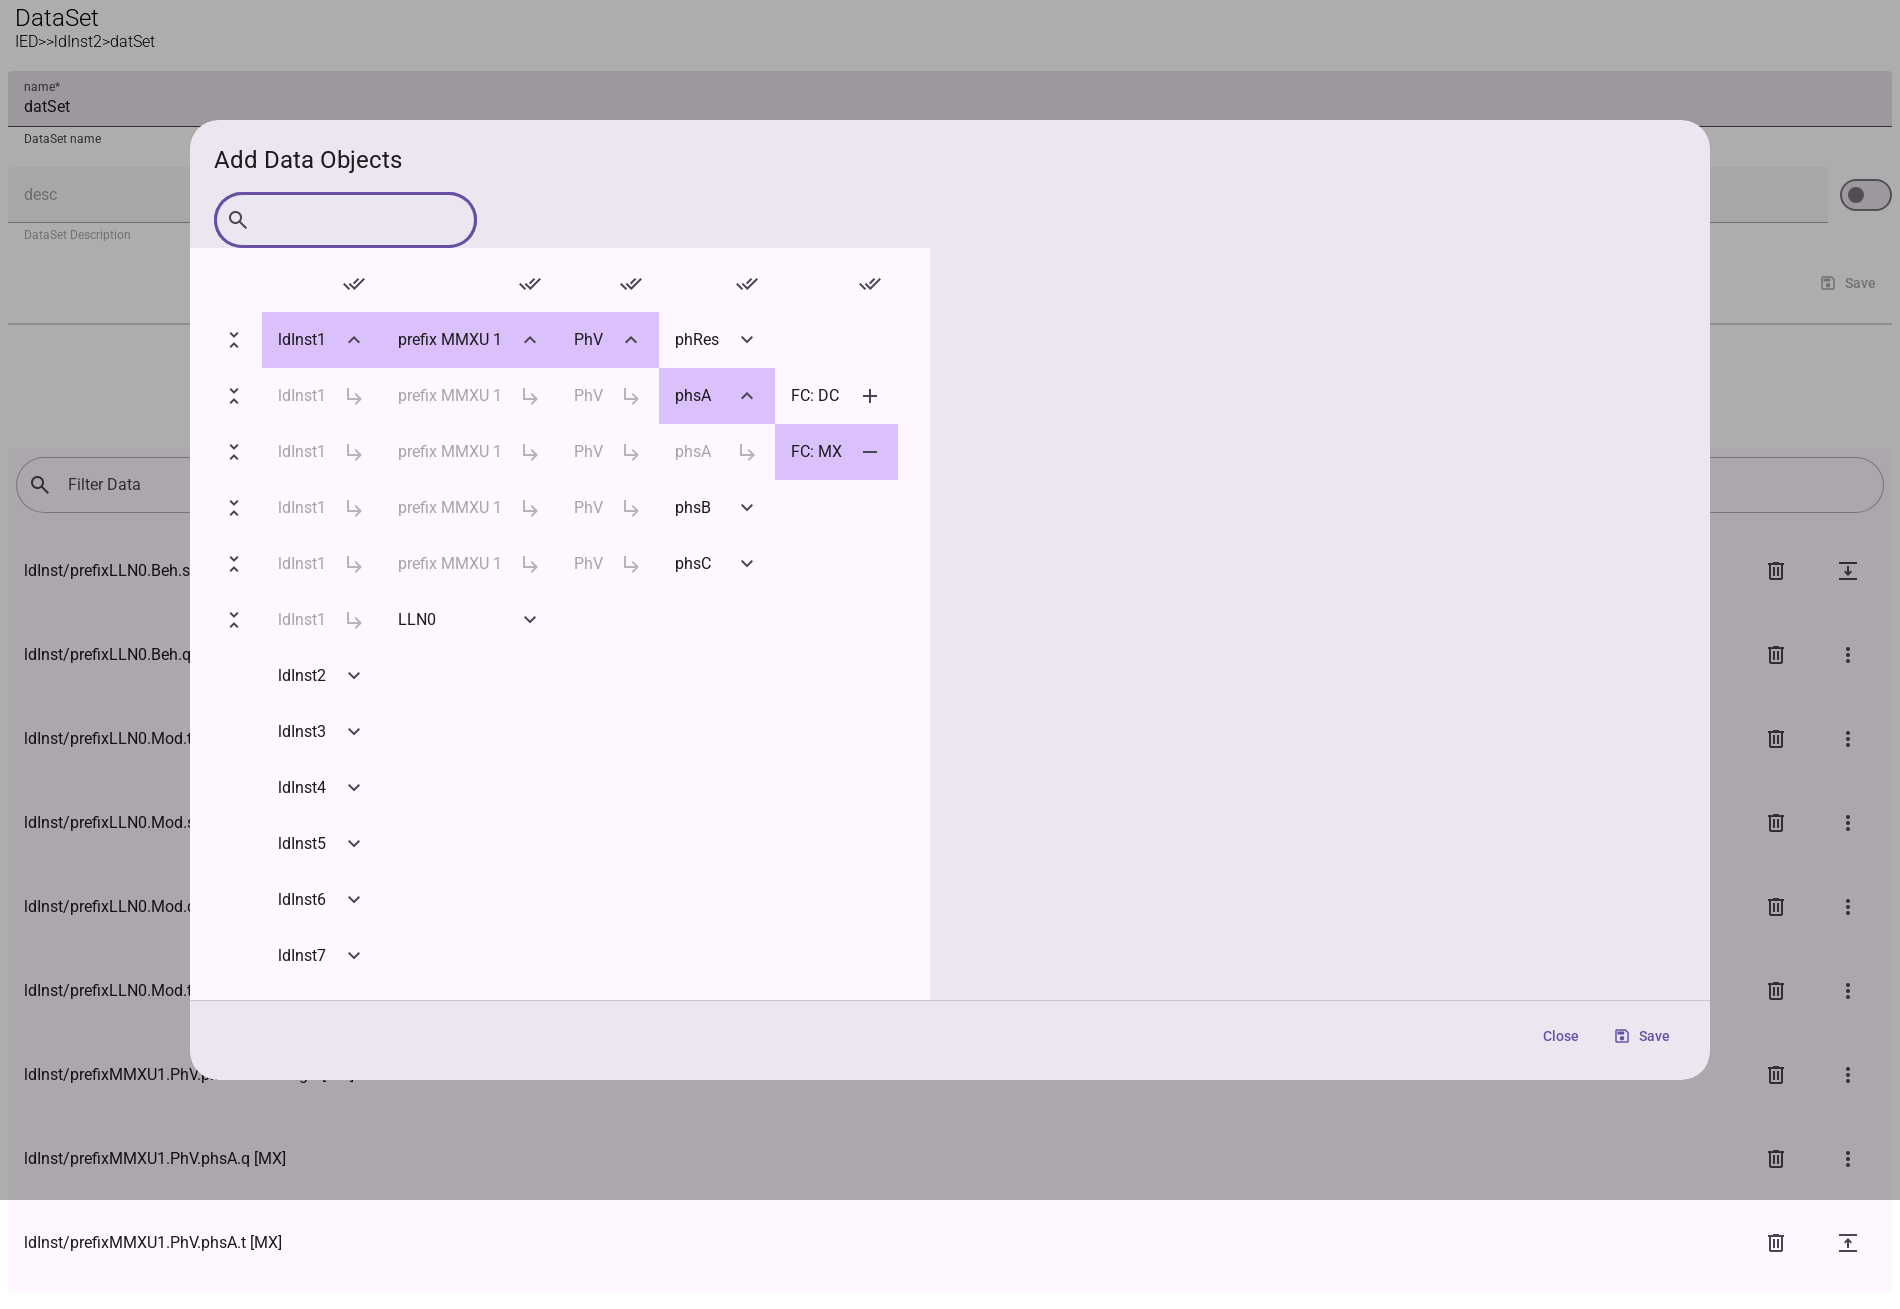 DataSet
IED>>ldInst2>datSet
name*
datSet
DataSet name
desc
DataSet Description
Save
Add Data Objects
ldInst1 prefix MMXU 1 PhV phRes
ldInst1 prefix MMXU 1 PhV phsA FC: DC
ldInst1 prefix MMXU 1 PhV phsA FC: MX
ldInst1 prefix MMXU 1 PhV phsB
ldInst1 prefix MMXU 1 PhV phsC
ldInst1 LLN0
ldInst2
ldInst3
ldInst4
ldInst5
ldInst6
ldInst7
Close Save
Filter Data
ldInst/prefixLLN0.Beh.s
ldInst/prefixLLN0.Beh.q
ldInst/prefixLLN0.Mod.t
ldInst/prefixLLN0.Mod.s
ldInst/prefixLLN0.Mod.
ldInst/prefixLLN0.Mod.t
ldInst/prefixMMXU1.PhV.
ldInst/prefixMMXU1.PhV.phsA.q [MX]
ldInst/prefixMMXU1.PhV.phsA.t [MX]